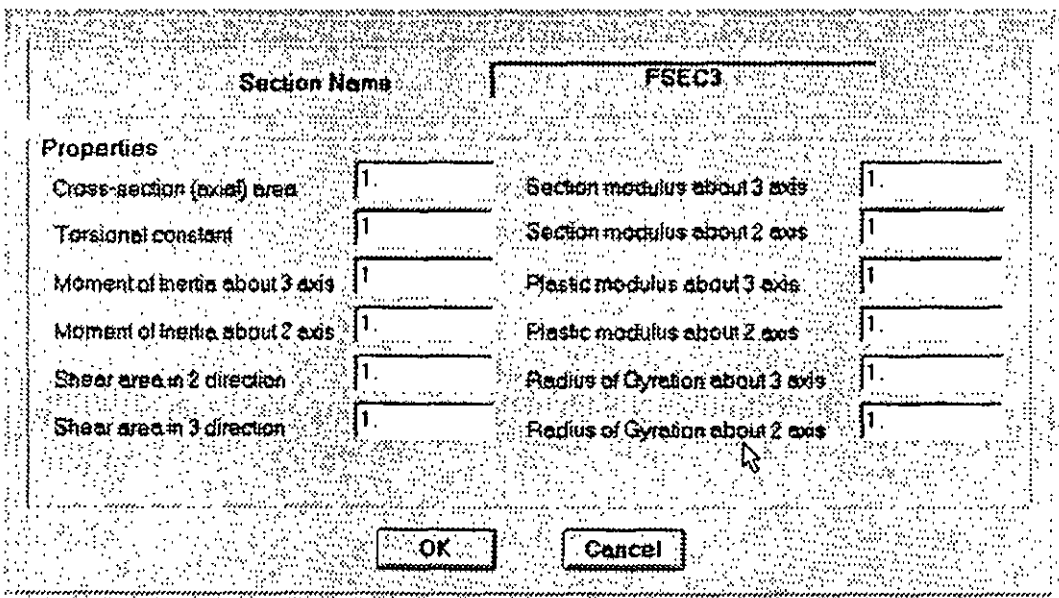 Section Name FSEC3
Properties
Cross-section (axial) area 1. Section modulus about 3 axis 1.
Torsional constant 1. Section modulus about 2 axis 1.
Moment of Inertia about 3 axis 1. Plastic modulus about 3 axis 1.
Moment of Inertia about 2 axis 1. Plastic modulus about 2 axis 1.
Shear area in 2 direction 1. Radius of Gyration about 3 axis 1.
Shear area in 3 direction 1. Radius of Gyration about 2 axis 1.
OK Cancel